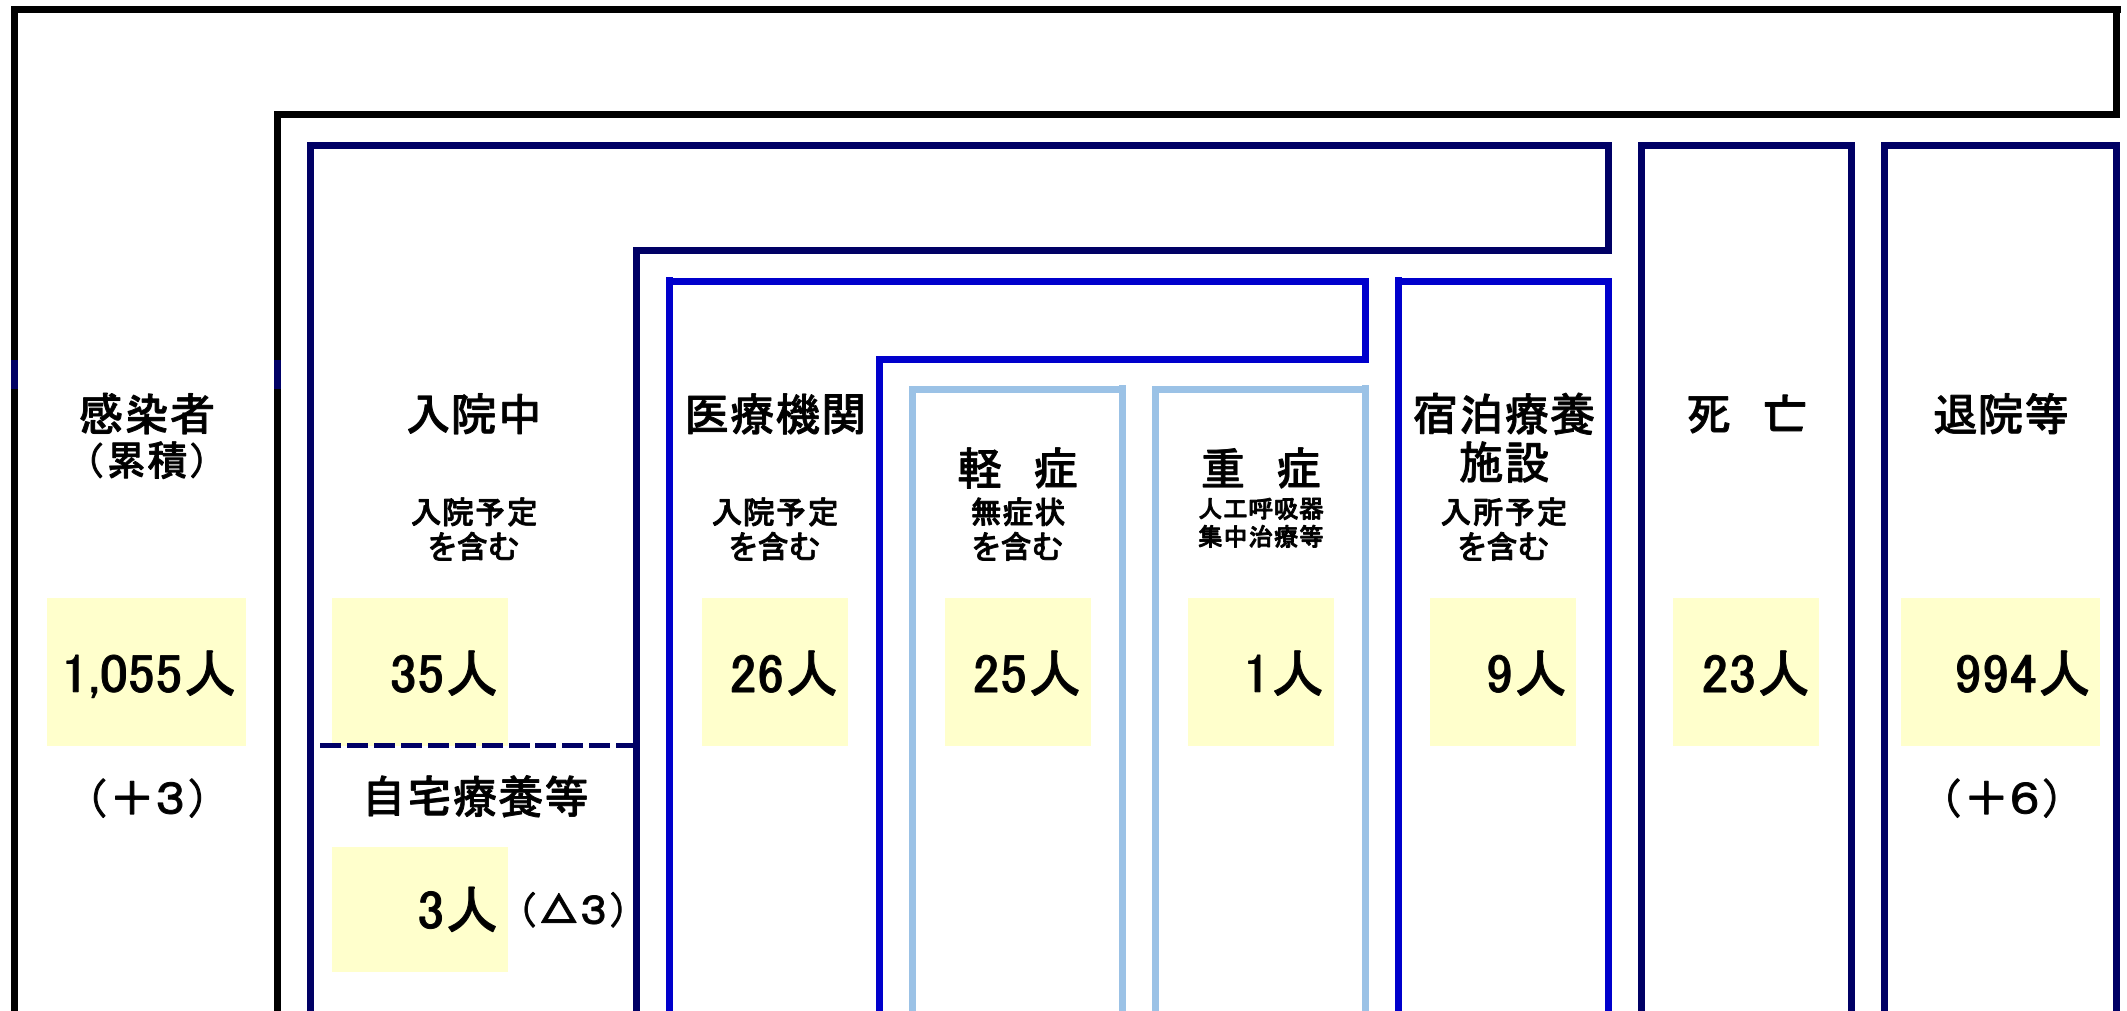 感染者
（累積）
1,055人
（＋3）
入院中
入院予定
を含む
35人
自宅療養等
3人
（△3）
医療機関
入院予定
を含む
26人
軽　症
無症状
を含む
25人
重　症
人工呼吸器
集中治療等
1人
宿泊療養
施設
入所予定
を含む
9人
死　亡
23人
退院等
994人
（＋6）